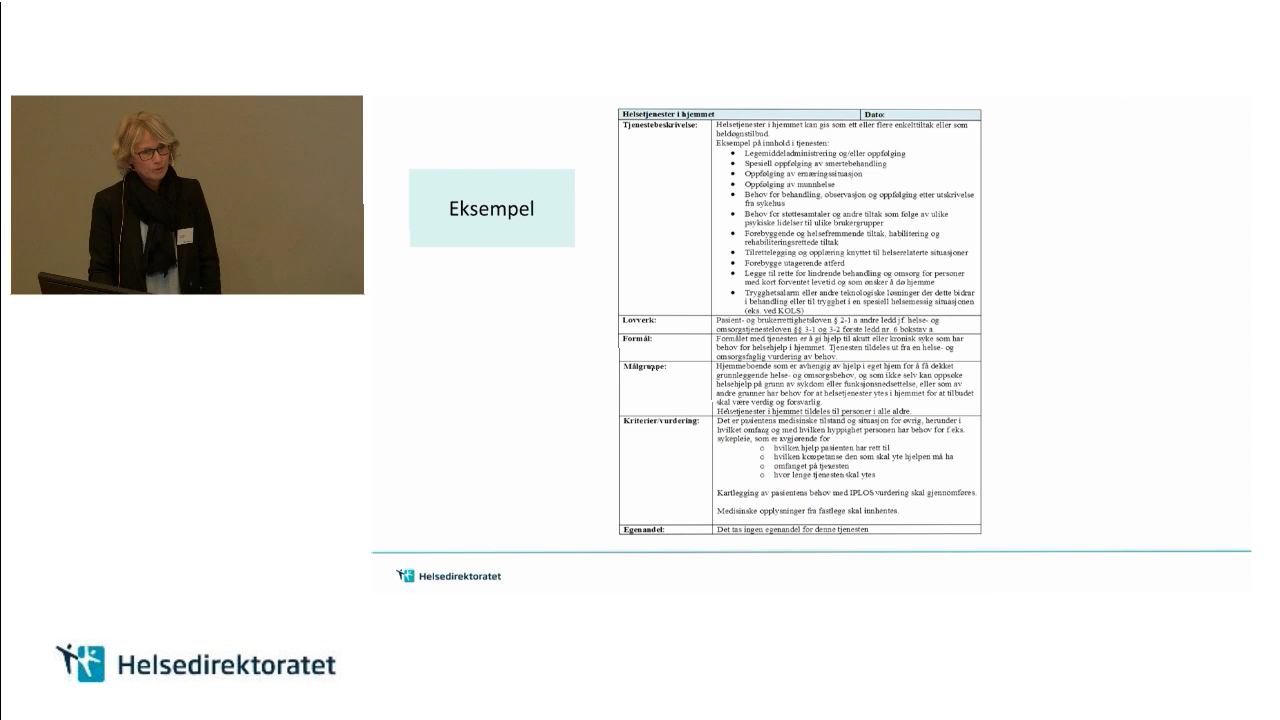 Eksempel
Helsetjenester i hjemmet Dato:
Tjenestebeskrivelse: Helsetjenester i hjemmet kan gis som ett eller flere enkelttiltak eller som
heldøgnstilbud.
Eksempel på innhold i tjenesten:
• Legemiddeladministrering og/eller oppfølging
• Spesiell oppfølging av smertebehandling
• Oppfølging av ernæringssituasjon
• Oppfølging av munnhelse
• Behov for behandling, observasjon og oppfølging etter utskrivelse
fra sykehus
• Behov for støttesamtaler og andre tiltak som følge av ulike
psykiske lidelser til ulike brukergrupper
• Forebyggende og helsefremmende tiltak, habilitering og
rehabiliteringsrettede tiltak
• Tilrettelegging og opplæring knyttet til helserelaterte situasjoner
• Forebygge utagerende atferd
• Legge til rette for lindrende behandling og omsorg for personer
med kort forventet levetid og som ønsker å dø hjemme
• Trygghetsalarm eller andre teknologiske løsninger der dette bidrar
i behandling eller til trygghet i en spesiell helsemessig situasjonen
(eks. ved KOLS)
Lovverk: Pasient- og brukerrettighetsloven § 2-1 a andre ledd jf. helse- og
omsorgstjenesteloven §§ 3-1 og 3-2 første ledd nr. 6 bokstav a.
Formål: Formålet med tjenesten er å gi hjelp til akutt eller kronisk syke som har
behov for helsehjelp i hjemmet. Tjenesten tildeles ut fra en helse- og
omsorgsfaglig vurdering av behov.
Målgruppe: Hjemmeboende som er avhengig av hjelp i eget hjem for å få dekket
grunnleggende helse- og omsorgsbehov, og som ikke selv kan oppsøke
helsehjelp på grunn av sykdom eller funksjonsnedsettelse, eller som av
andre grunner har behov for at helsetjenester ytes i hjemmet for at tilbudet
skal være verdig og forsvarlig.
Helsetjenester i hjemmet tildeles til personer i alle aldre.
Kriterier/vurdering: Det er pasientens medisinske tilstand og situasjon for øvrig, herunder i
hvilket omfang og med hvilken hyppighet personen har behov for f.eks.
sykepleie, som er avgjørende for
o hvilken hjelp pasienten har rett til
o hvilken kompetanse den som skal yte hjelpen må ha
o omfanget på tjenesten
o hvor lenge tjenesten skal ytes
Kartlegging av pasientens behov med IPLOS vurdering skal gjennomføres.
Medisinske opplysninger fra fastlege skal innhentes.
Egenandel: Det tas ingen egenandel for denne tjenesten
Helsedirektoratet
Helsedirektoratet